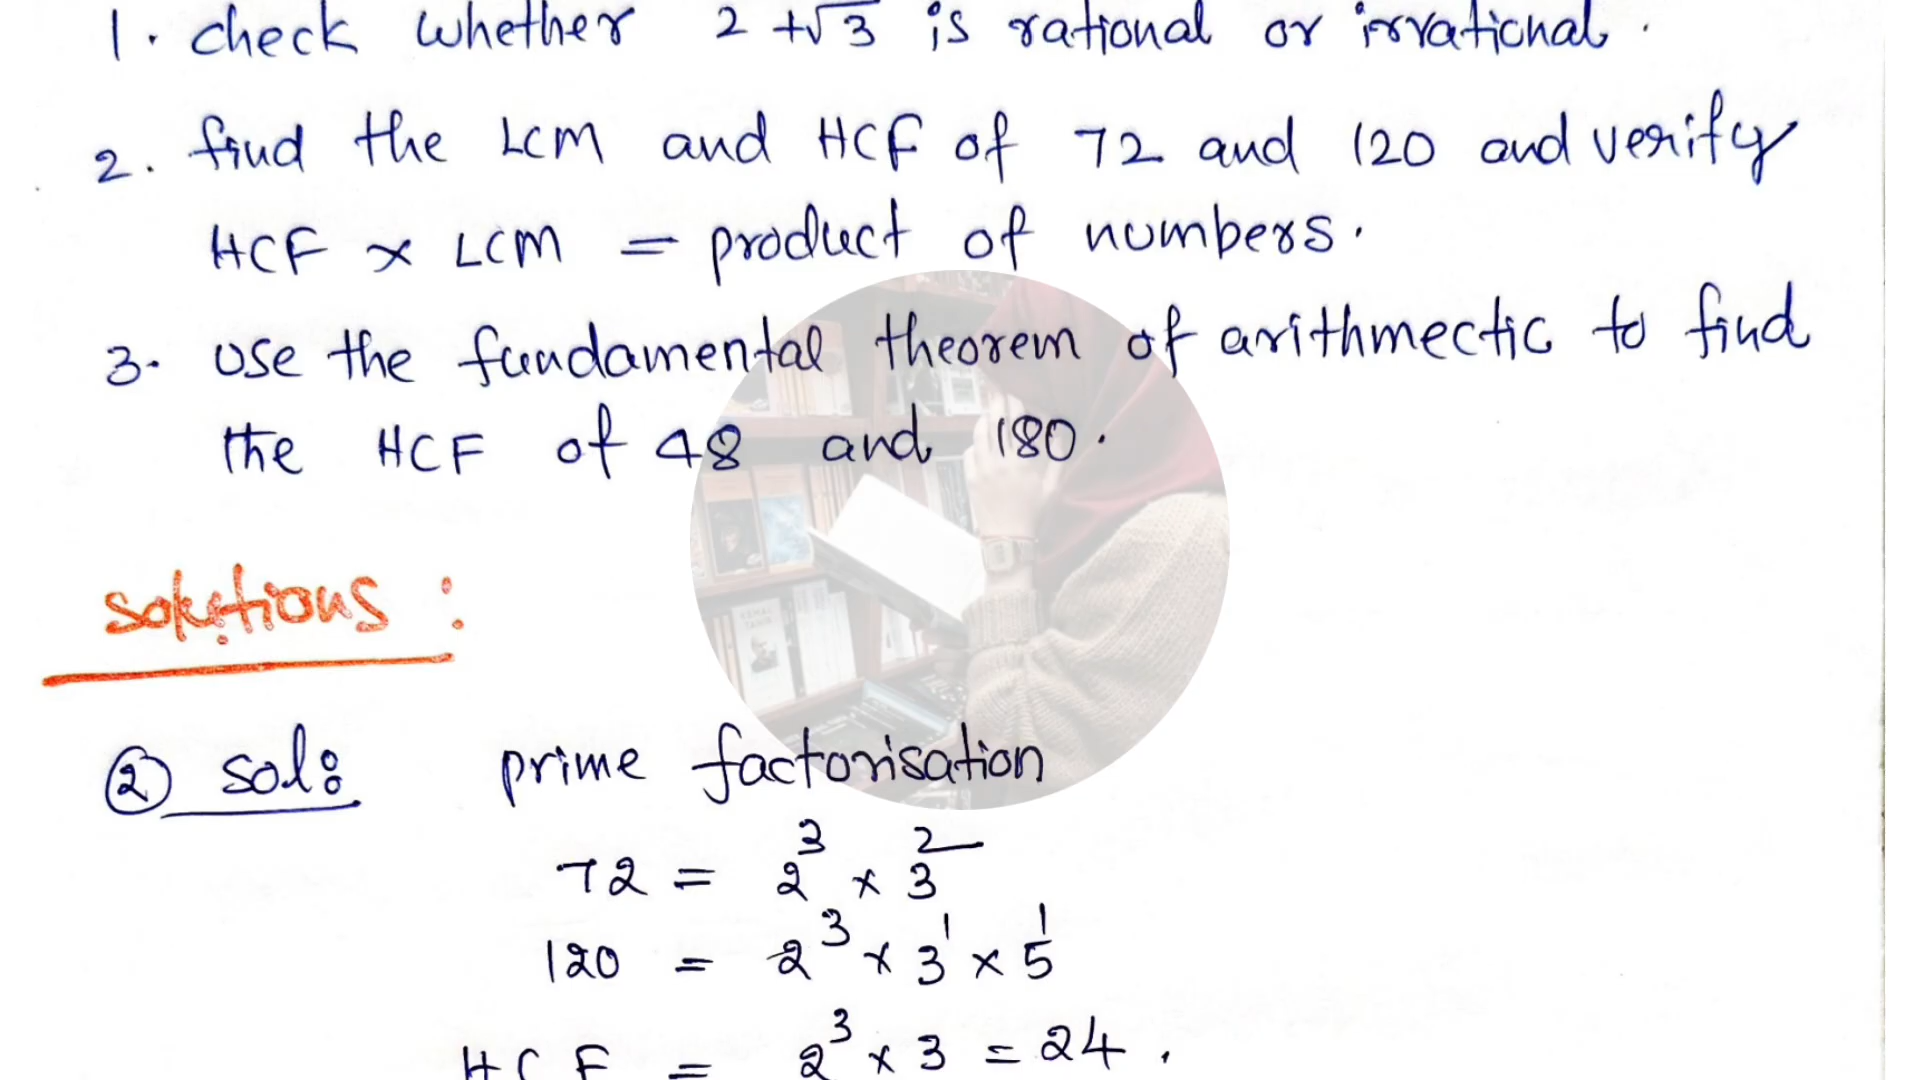 1. check whether 2 +√3 is rational or irrational.
2. find the LCM and HCF of 72 and 120 and verify
HCF x LCM = product of numbers.
3. use the fundamental theorem of arithmectic to find
the HCF of 48 and 180.
solutions :
② sol: prime factorisation
72 = 2³ x 3²
120 = 2³ x 3¹ x 5¹
HCF = 2³ x 3 = 24.